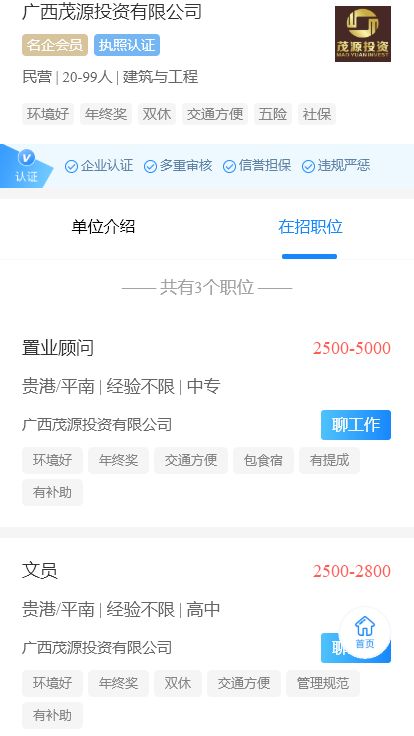 广西茂源投资有限公司
名企会员 执照认证
茂源投资
MAO YUAN INVEST
民营 | 20-99人 | 建筑与工程
环境好 年终奖 双休 交通方便 五险 社保
V
认证
企业认证 多重审核 信誉担保 违规严惩
单位介绍 在招职位
—— 共有3个职位 ——
置业顾问 2500-5000
贵港/平南 | 经验不限 | 中专
广西茂源投资有限公司 聊工作
环境好 年终奖 交通方便 包食宿 有提成
有补助
文员 2500-2800
贵港/平南 | 经验不限 | 高中
首页
广西茂源投资有限公司
环境好 年终奖 双休 交通方便 管理规范
有补助